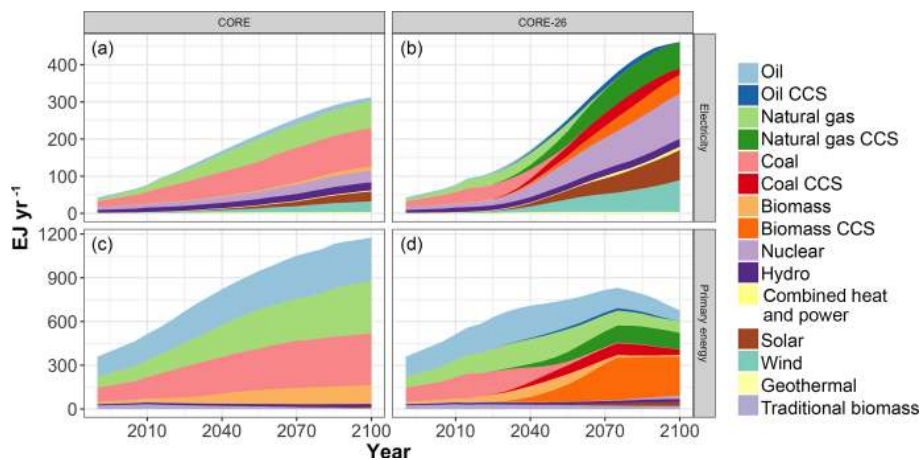 CORE
CORE-26
(a)
(b)
400
300
200
100
0
Electricity
(c)
(d)
1200
900
600
300
0
Primary energy
EJ yr⁻¹
2010
2040
2070
2100
2010
2040
2070
2100
Year
Oil
Oil CCS
Natural gas
Natural gas CCS
Coal
Coal CCS
Biomass
Biomass CCS
Nuclear
Hydro
Combined heat
and power
Solar
Wind
Geothermal
Traditional biomass